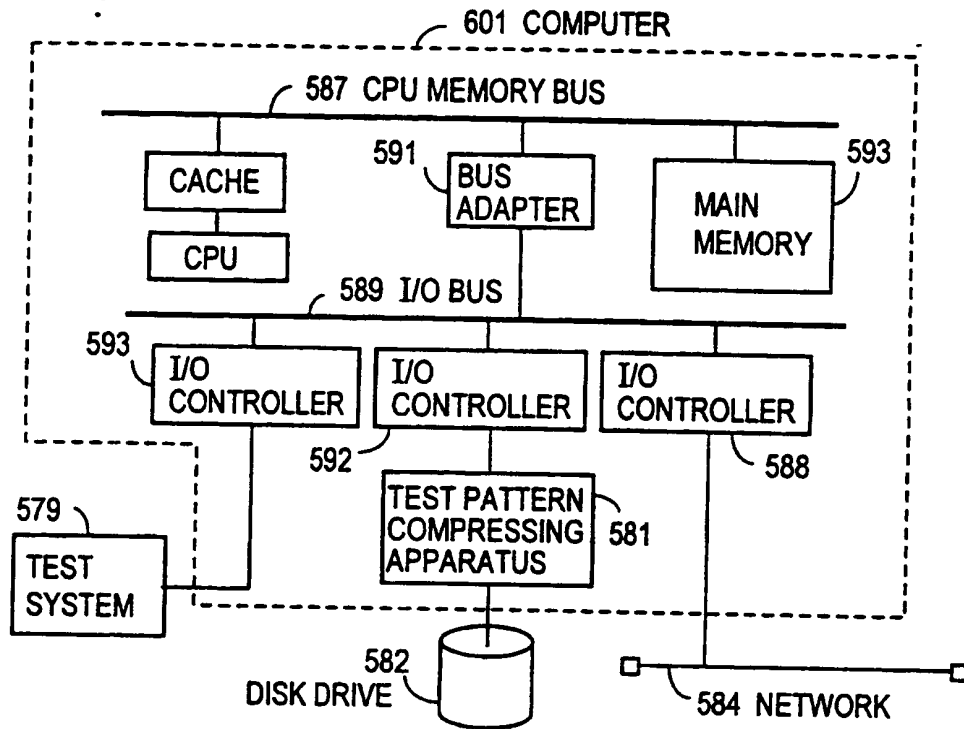 601 COMPUTER
587 CPU MEMORY BUS
CACHE
CPU
591
BUS
ADAPTER
593
MAIN
MEMORY
589 I/O BUS
593
I/O
CONTROLLER
I/O
CONTROLLER
592
I/O
CONTROLLER
588
TEST PATTERN
COMPRESSING
APPARATUS
581
579
TEST
SYSTEM
582
DISK DRIVE
584 NETWORK